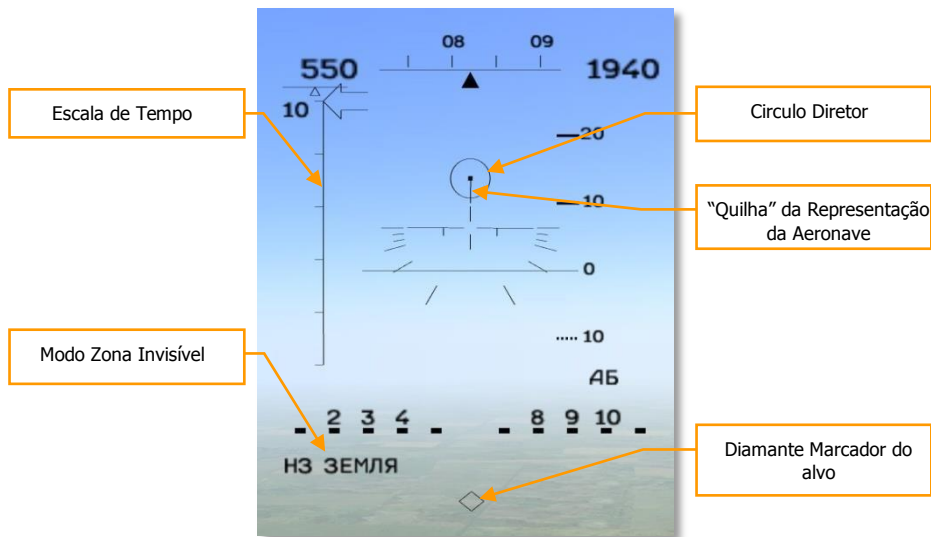 08 09
550 1940
10
Escala de Tempo
Circulo Diretor
20
“Quilha” da Representação
da Aeronave
10
0
10
Modo Zona Invisível
АБ
2 3 4 8 9 10
НЗ ЗЕМЛЯ
Diamante Marcador do
alvo